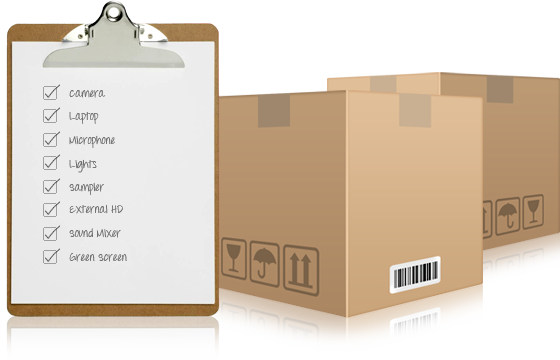 Camera
Laptop
Microphone
Lights
Sampler
External HD
Sound Mixer
Green Screen